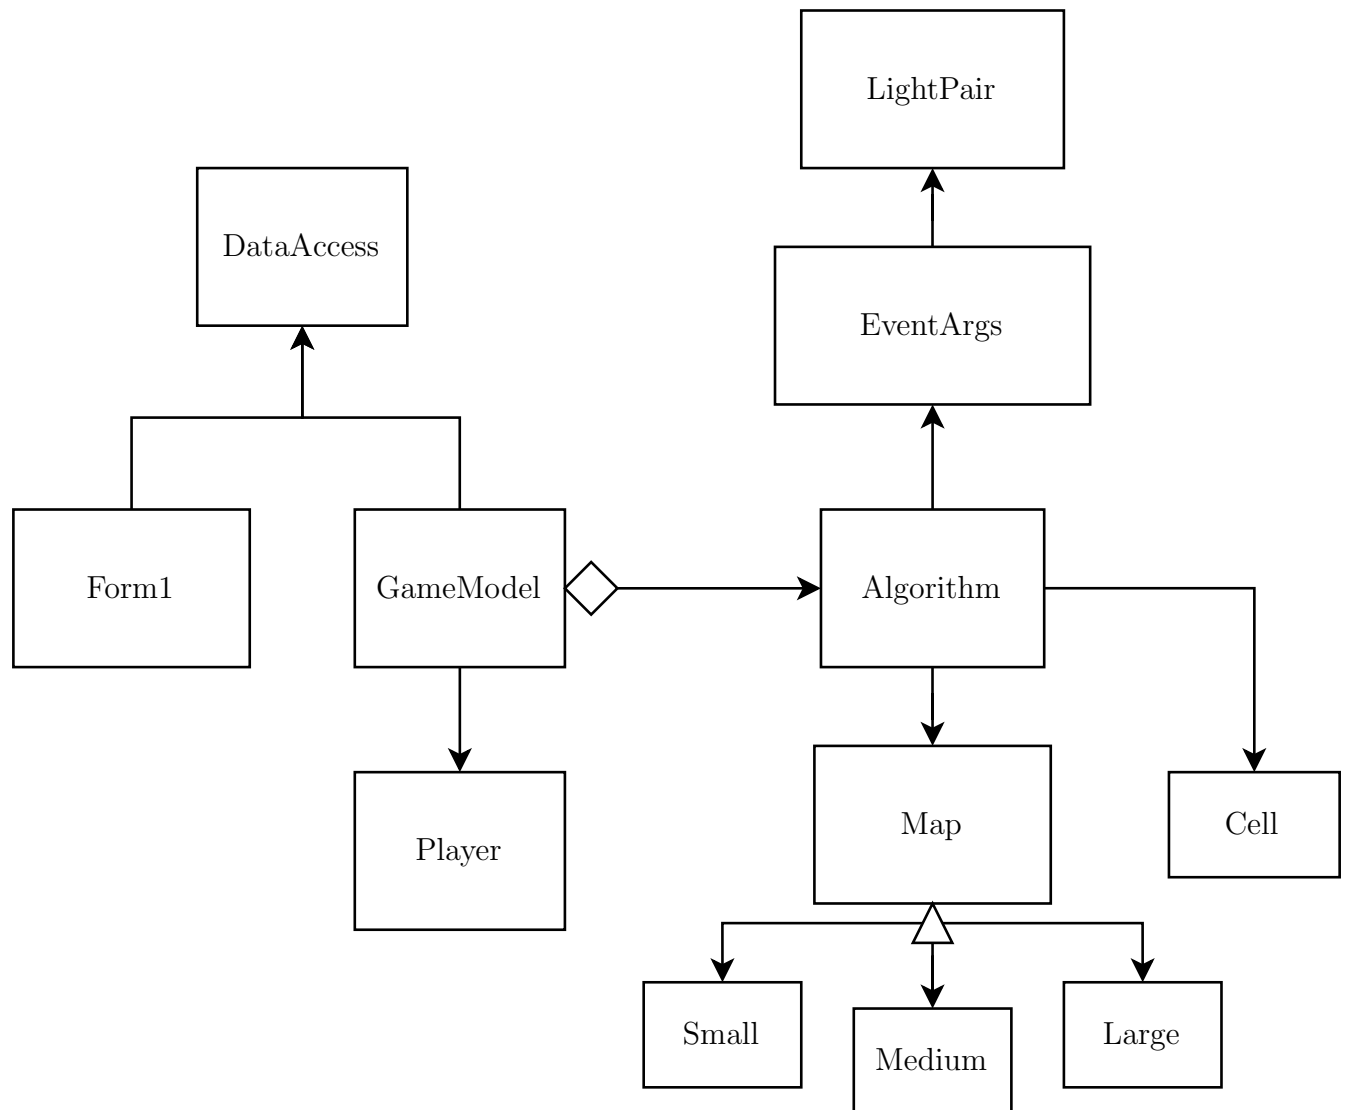 LightPair
DataAccess
EventArgs
Form1
GameModel
Algorithm
Map
Cell
Player
Small
Medium
Large